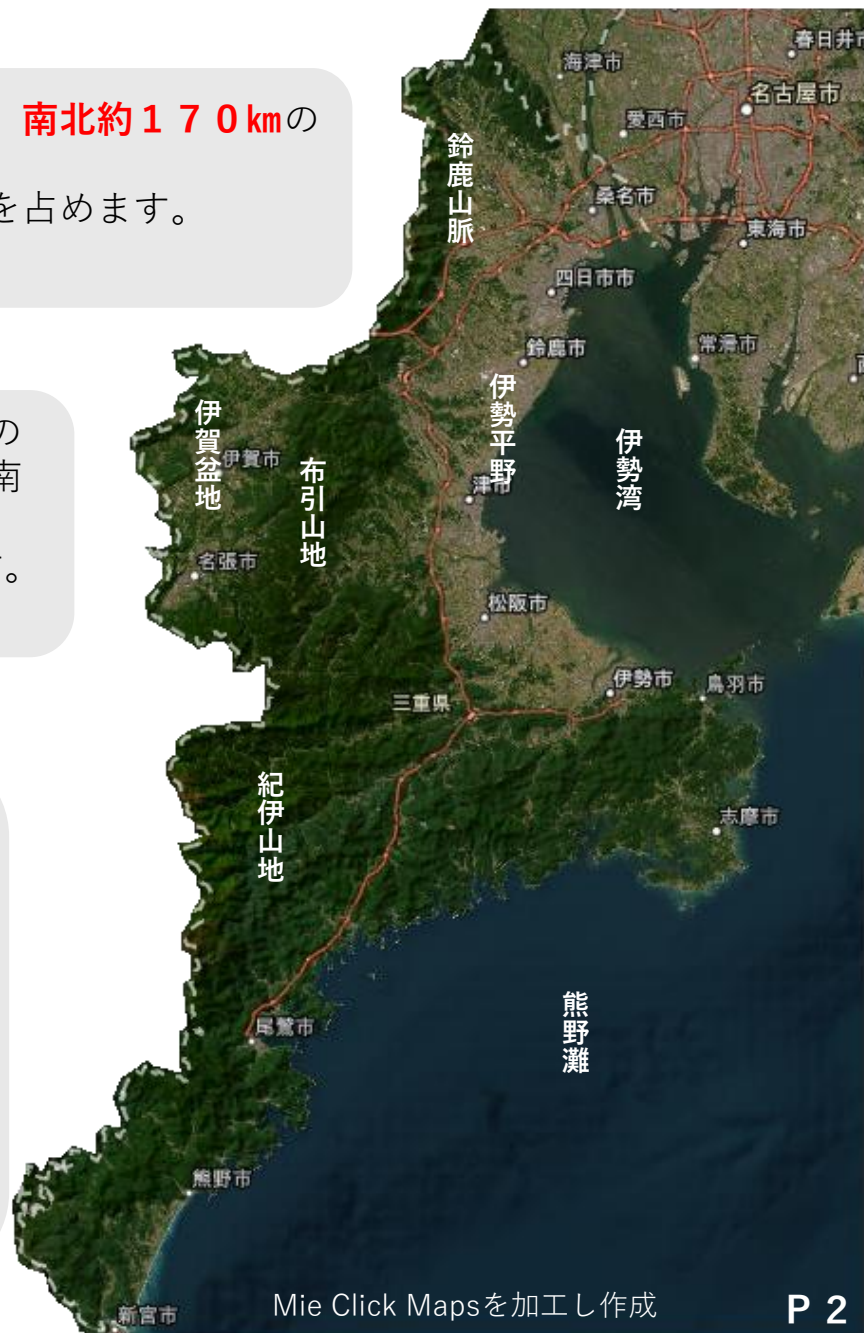 南北約１７０㎞の
を占めます。
の
南
。
海津市
春日井市
名古屋市
愛西市
鈴鹿山脈
桑名市
東海市
四日市市
常滑市
鈴鹿市
伊勢平野
伊賀盆地
伊賀市
布引山地
伊勢湾
津市
名張市
松阪市
伊勢市
鳥羽市
三重県
紀伊山地
志摩市
熊野灘
尾鷲市
熊野市
新宮市
Mie Click Mapsを加工し作成
P 2